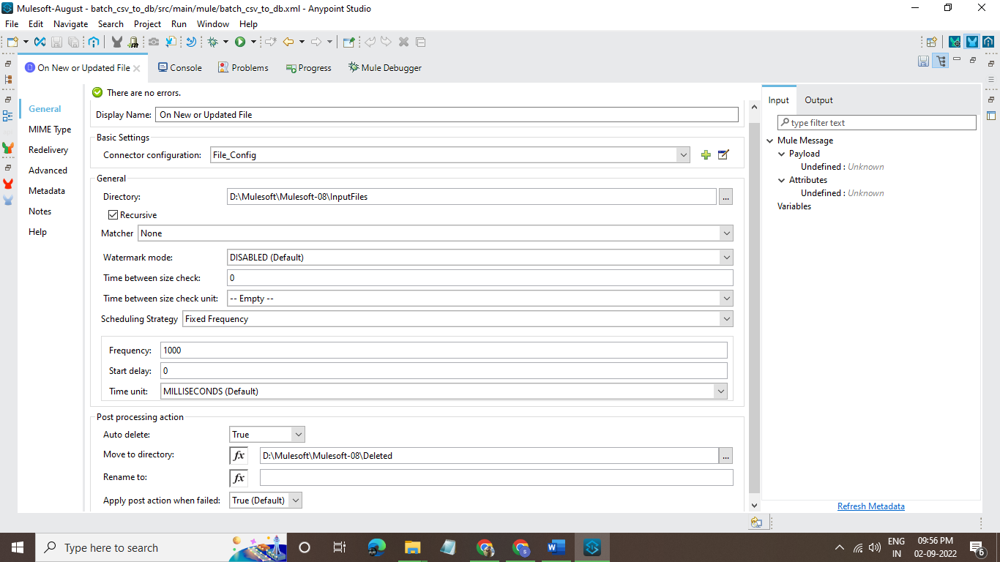 Mulesoft-August - batch_csv_to_db/src/main/mule/batch_csv_to_db.xml - Anypoint Studio
File Edit Navigate Search Project Run Window Help
On New or Updated File Console Problems Progress Mule Debugger
General
MIME Type
Redelivery
Advanced
Metadata
Notes
Help
There are no errors.
Display Name: On New or Updated File
Basic Settings
Connector configuration: File_Config
General
Directory: D:\Mulesoft\Mulesoft-08\InputFiles ...
Recursive
Matcher None
Watermark mode: DISABLED (Default)
Time between size check: 0
Time between size check unit: -- Empty --
Scheduling Strategy Fixed Frequency
Frequency: 1000
Start delay: 0
Time unit: MILLISECONDS (Default)
Post processing action
Auto delete: True
Move to directory: fx D:\Mulesoft\Mulesoft-08\Deleted ...
Rename to: fx
Apply post action when failed: True (Default)
Input Output
type filter text
Mule Message
Payload
Undefined : Unknown
Attributes
Undefined : Unknown
Variables
Refresh Metadata
Type here to search
ENG
IN
09:56 PM
02-09-2022
6